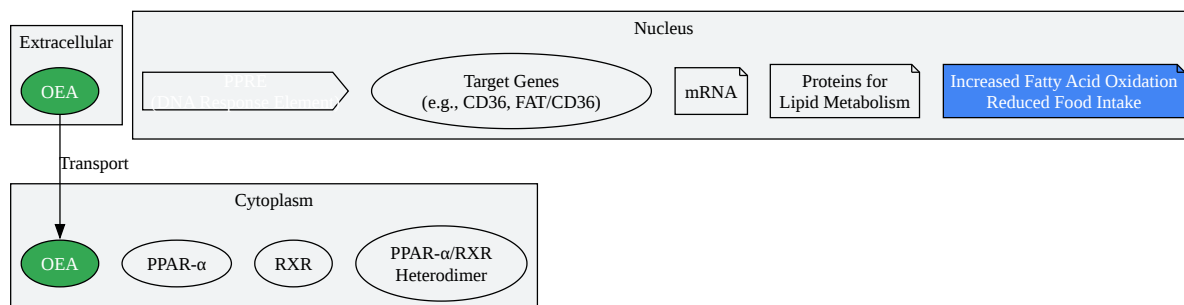 Extracellular
OEA
Nucleus
PPRE
(DNA Response Element)
Target Genes
(e.g., CD36, FAT/CD36)
mRNA
Proteins for
Lipid Metabolism
Increased Fatty Acid Oxidation
Reduced Food Intake
Transport
Cytoplasm
OEA
PPAR-α
RXR
PPAR-α/RXR
Heterodimer